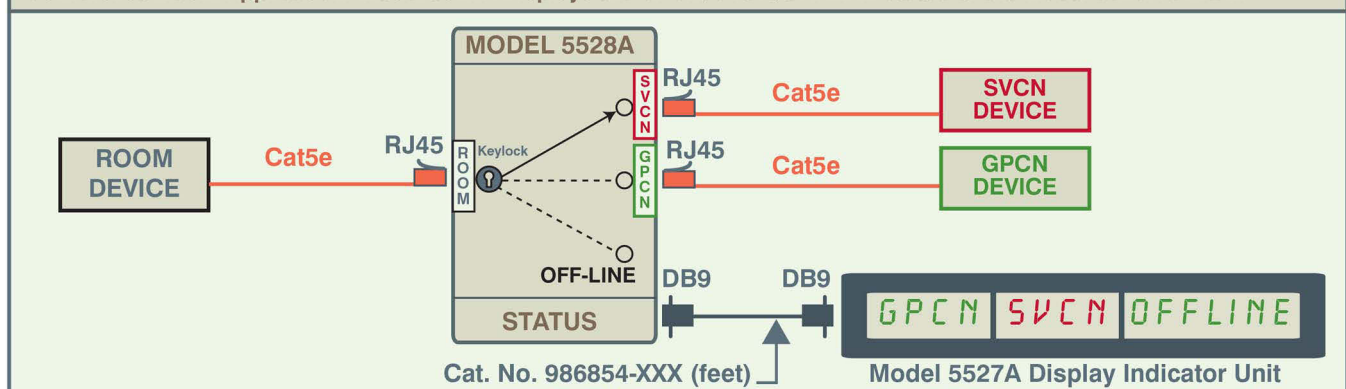 MODEL 5528A
ROOM
DEVICE
Cat5e
RJ45
ROOM
Keylock
SVCN
RJ45
Cat5e
SVCN
DEVICE
GPCN
RJ45
Cat5e
GPCN
DEVICE
OFF-LINE
STATUS
DB9
DB9
GPCN SVCN OFFLINE
Cat. No. 986854-XXX (feet)
Model 5527A Display Indicator Unit